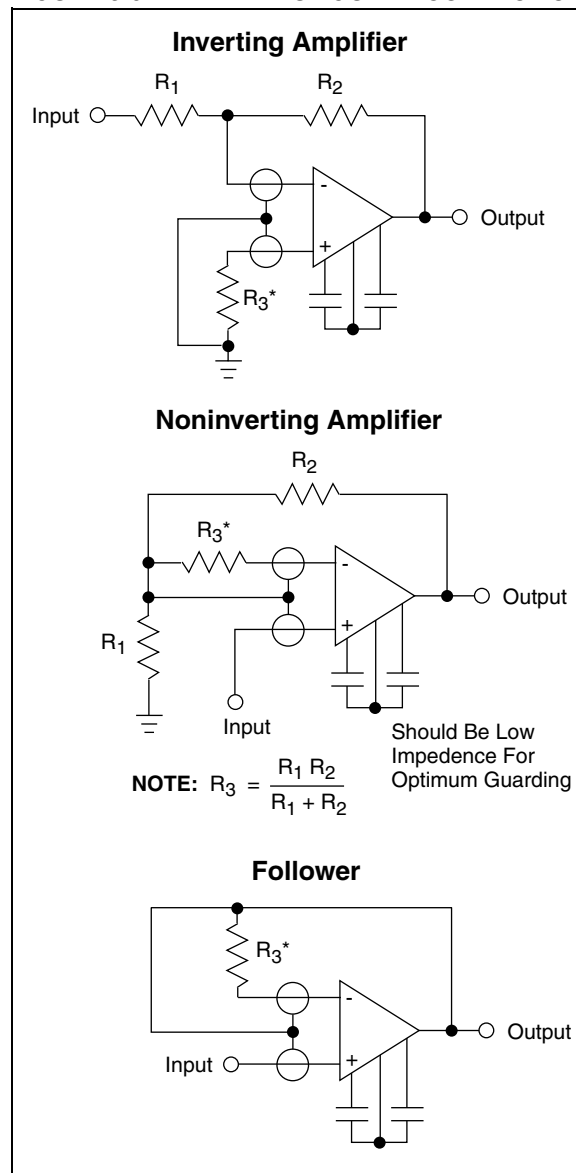 Inverting Amplifier
R1
R2
Input
-
Output
+
R3*
Noninverting Amplifier
R2
R3*
-
Output
R1
+
Input
Should Be Low
Impedence For
Optimum Guarding
NOTE: R3 = R1 R2 / R1 + R2
Follower
R3*
-
Output
Input
+